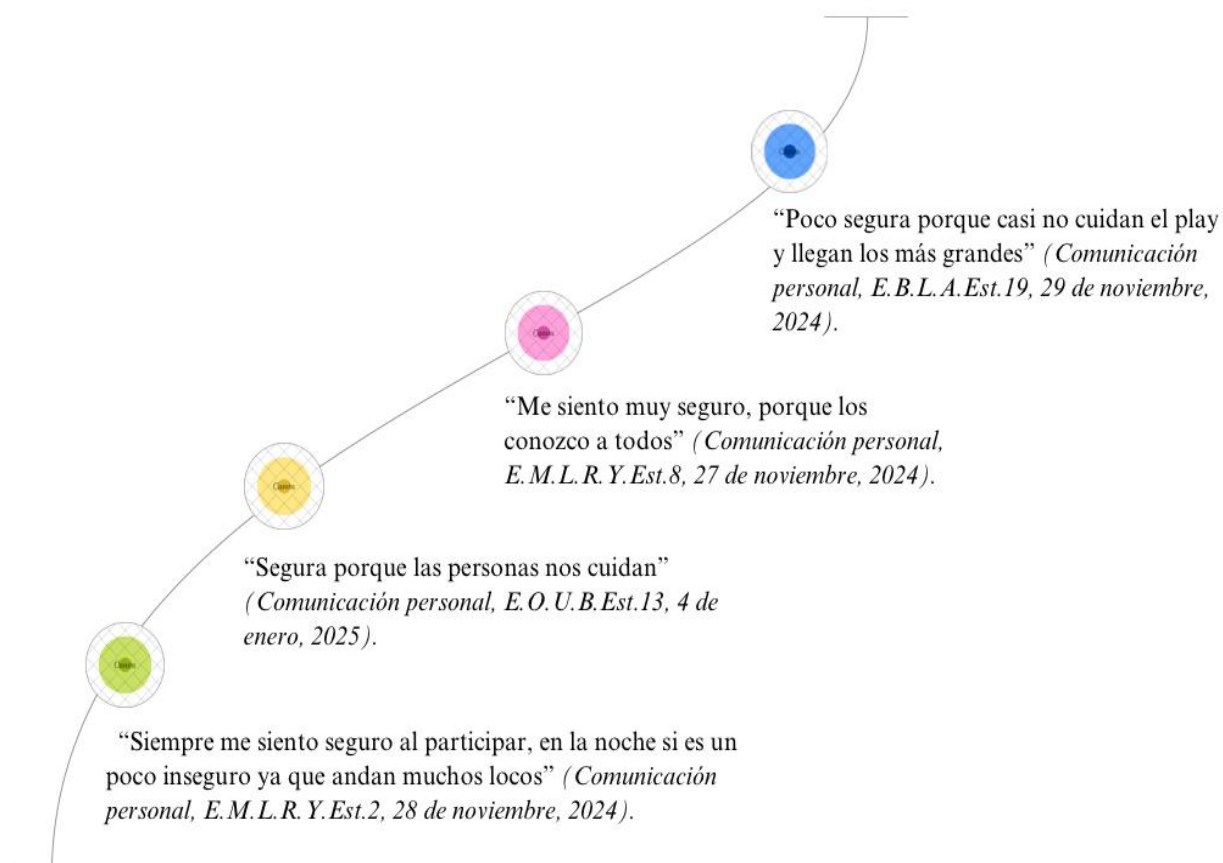 “Poco segura porque casi no cuidan el play
y llegan los más grandes” (Comunicación
personal, E.B.L.A.Est.19, 29 de noviembre,
2024).
“Me siento muy seguro, porque los
conozco a todos” (Comunicación personal,
E.M.L.R.Y.Est.8, 27 de noviembre, 2024).
“Segura porque las personas nos cuidan”
(Comunicación personal, E.O.U.B.Est.13, 4 de
enero, 2025).
“Siempre me siento seguro al participar, en la noche si es un
poco inseguro ya que andan muchos locos” (Comunicación
personal, E.M.L.R.Y.Est.2, 28 de noviembre, 2024).